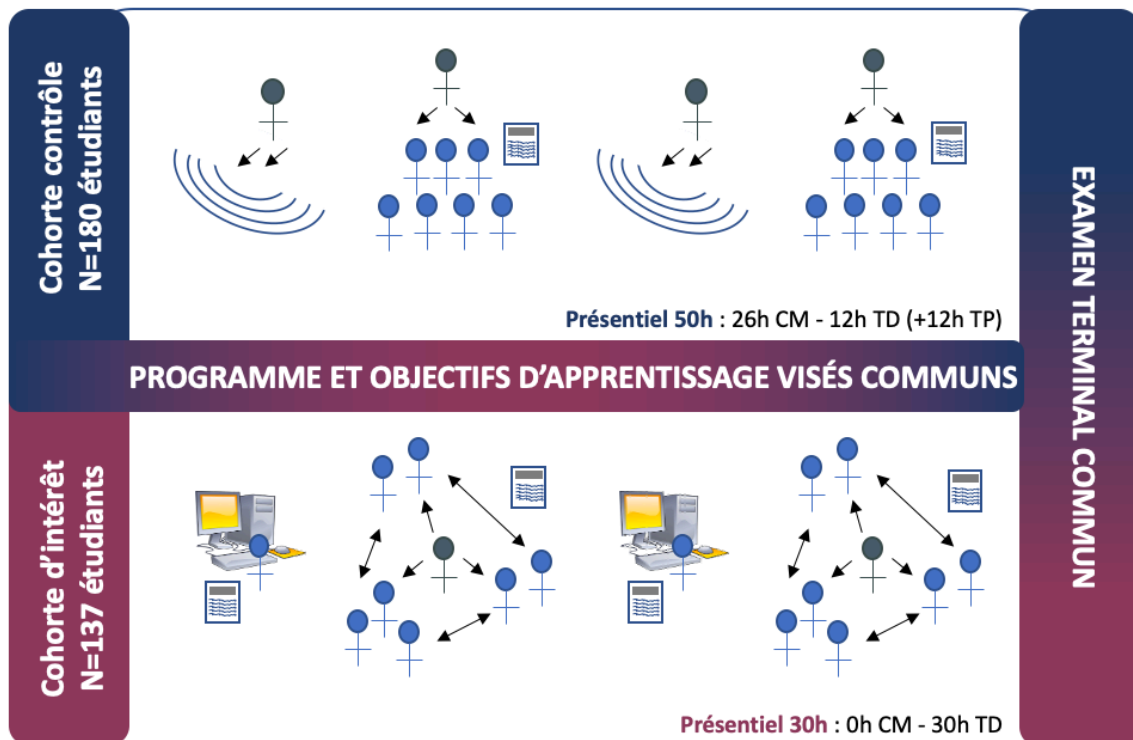 Cohorte contrôle
N=180 étudiants
Présentiel 50h : 26h CM - 12h TD (+12h TP)
PROGRAMME ET OBJECTIFS D’APPRENTISSAGE VISÉS COMMUNS
Cohorte d’intérêt
N=137 étudiants
Présentiel 30h : 0h CM - 30h TD
EXAMEN TERMINAL COMMUN